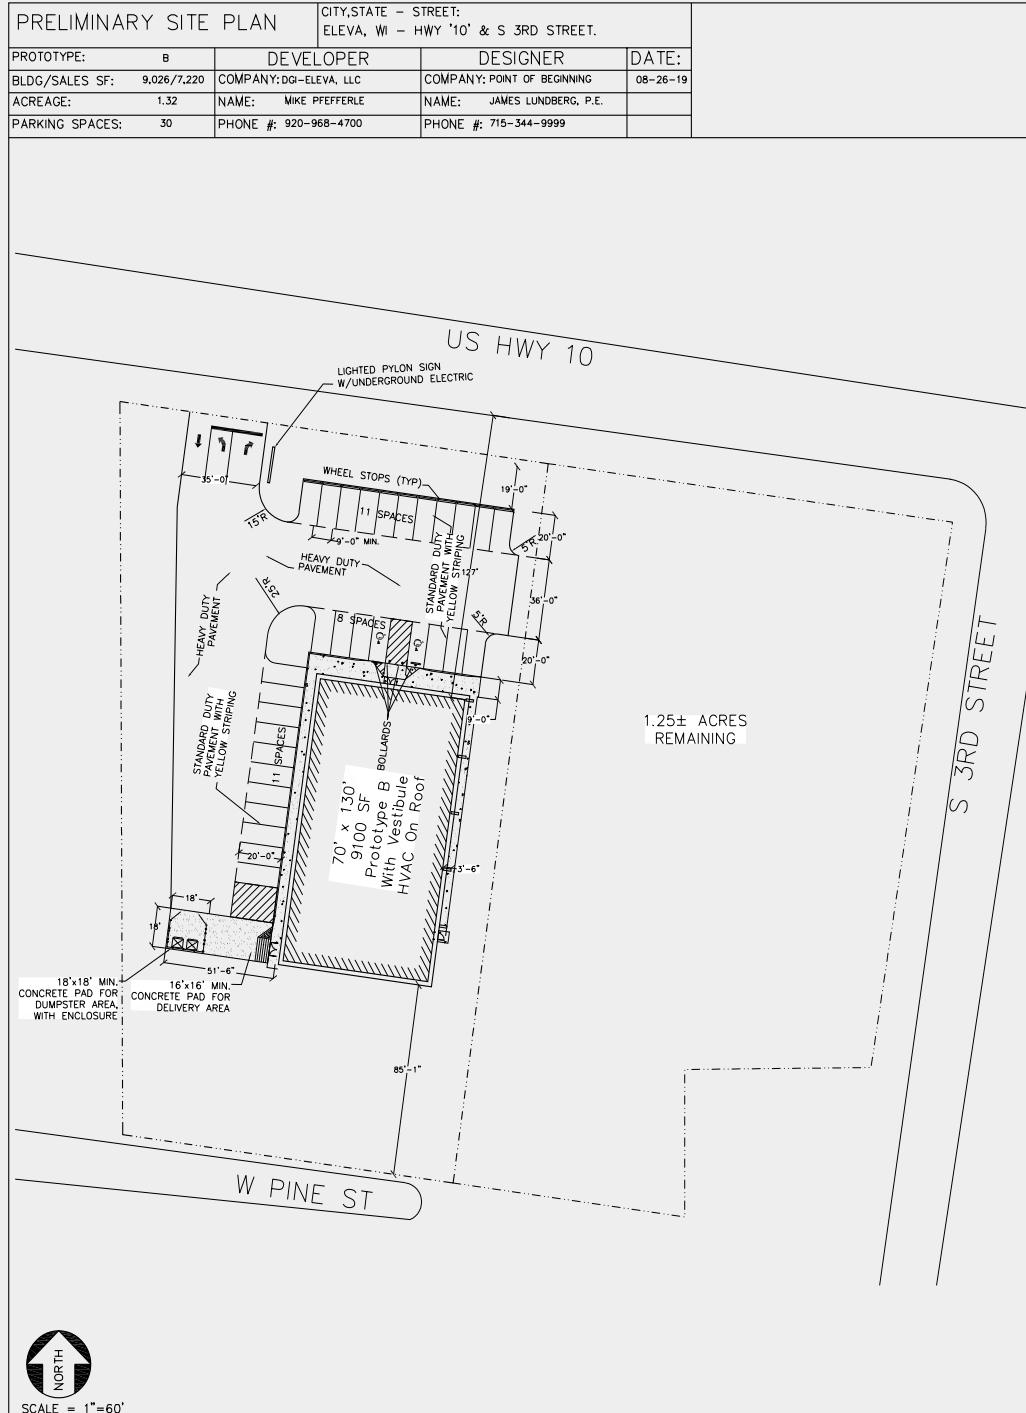 PRELIMINARY SITE PLAN
CITY,STATE - STREET:
ELEVA, WI - HWY '10' & S 3RD STREET.
PROTOTYPE: B
DEVELOPER
DESIGNER
DATE:
BLDG/SALES SF: 9,026/7,220
COMPANY: DGI-ELEVA, LLC
COMPANY: POINT OF BEGINNING
08-26-19
ACREAGE: 1.32
NAME: MIKE PFEFFERLE
NAME: JAMES LUNDBERG, P.E.
PARKING SPACES: 30
PHONE #: 920-968-4700
PHONE #: 715-344-9999
US HWY 10
LIGHTED PYLON SIGN
W/UNDERGROUND ELECTRIC
35'-0"
WHEEL STOPS (TYP)
19'-0"
15'R
11 SPACES
9'-0" MIN.
5'R
20'-0"
HEAVY DUTY
PAVEMENT
STANDARD DUTY
PAVEMENT WITH
YELLOW STRIPING
127'
25'R
36'-0"
HEAVY DUTY
PAVEMENT
8 SPACES
5'R
20'-0"
S 3RD STREET
9'-0"
STANDARD DUTY
PAVEMENT WITH
YELLOW STRIPING
11 SPACES
BOLLARDS
1.25± ACRES
REMAINING
70' x 130'
9100 SF
Prototype B
With Vestibule
HVAC On Roof
20'-0"
3'-6"
18'
18'
51'-6"
18'x18' MIN.
CONCRETE PAD FOR
DUMPSTER AREA,
WITH ENCLOSURE
16'x16' MIN.
CONCRETE PAD FOR
DELIVERY AREA
85'-1"
W PINE ST
NORTH
SCALE = 1"=60'